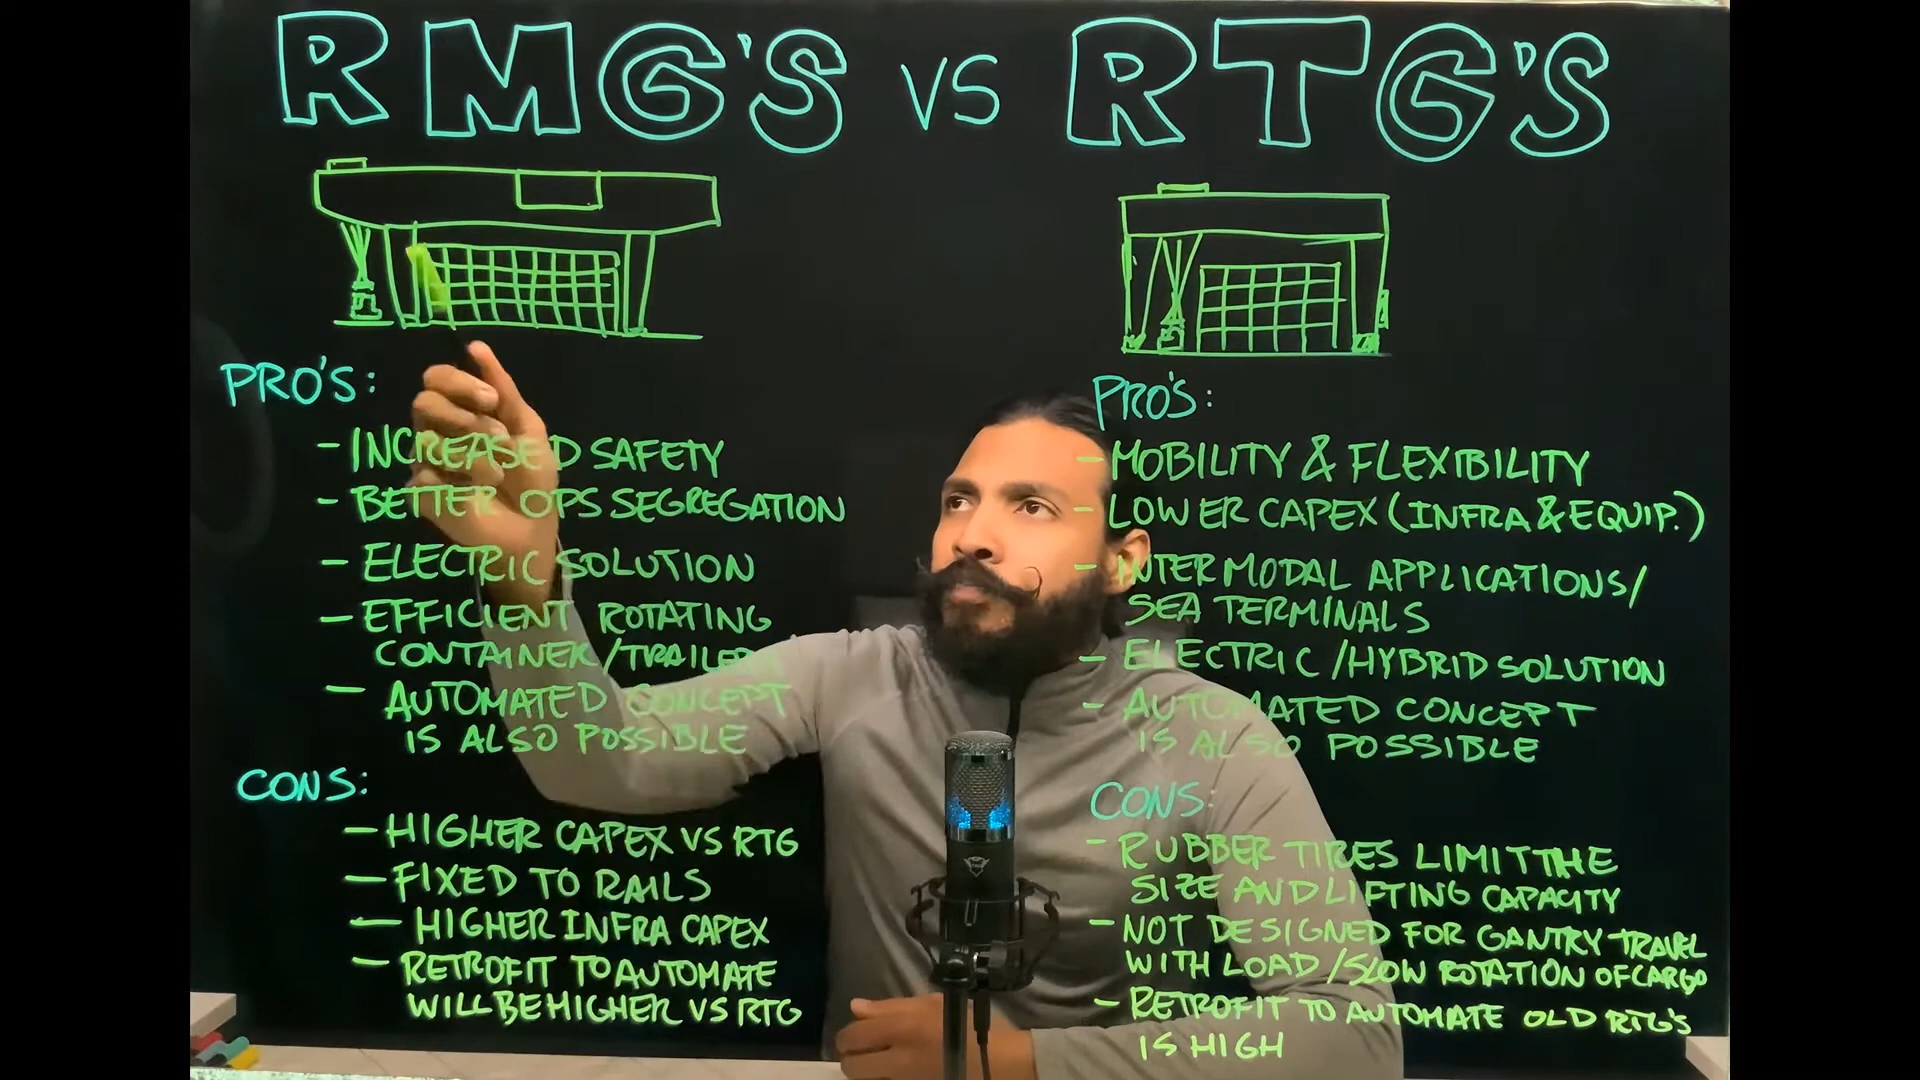 RMG'S VS RTG'S
PRO'S:
- INCREASED SAFETY
- BETTER OPS SEGREGATION
- ELECTRIC SOLUTION
- EFFICIENT ROTATING
CONTAINER/TRAILER
- AUTOMATED CONCEPT
IS ALSO POSSIBLE
CONS:
- HIGHER CAPEX VS RTG
- FIXED TO RAILS
- HIGHER INFRA CAPEX
- RETROFIT TO AUTOMATE
WILL BE HIGHER VS RTG
PRO'S:
- MOBILITY & FLEXIBILITY
- LOWER CAPEX (INFRA & EQUIP.)
- INTERMODAL APPLICATIONS/
SEA TERMINALS
- ELECTRIC/HYBRID SOLUTION
- AUTOMATED CONCEPT
IS ALSO POSSIBLE
CONS:
- RUBBER TIRES LIMIT THE
SIZE AND LIFTING CAPACITY
- NOT DESIGNED FOR GANTRY TRAVEL
WITH LOAD/SLOW ROTATION OF CARGO
- RETROFIT TO AUTOMATE OLD RTG'S
IS HIGH